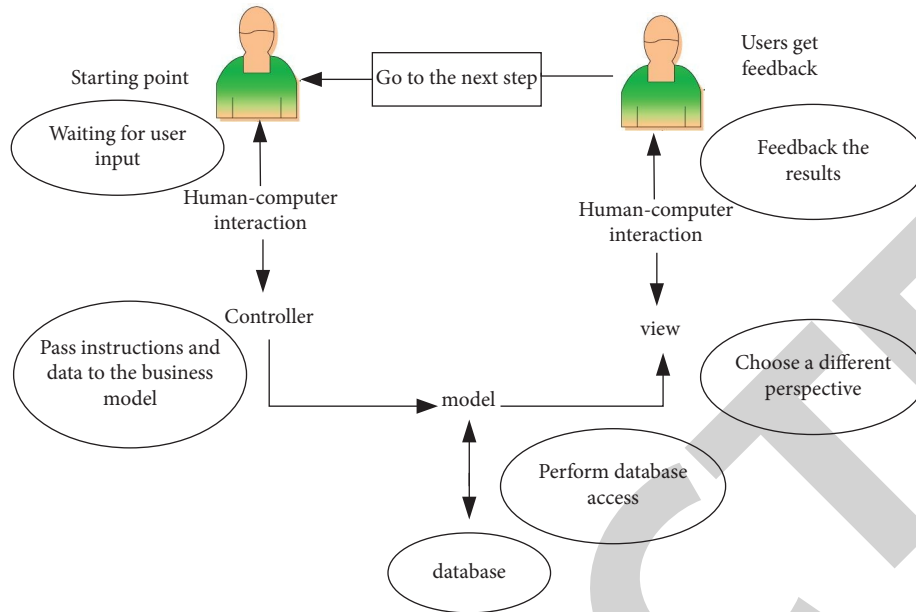 Starting point
Go to the next step
Users get
feedback
Waiting for user
input
Feedback the
results
Human-computer
interaction
Human-computer
interaction
Controller
view
Pass instructions and
data to the business
model
model
Choose a different
perspective
Perform database
access
database